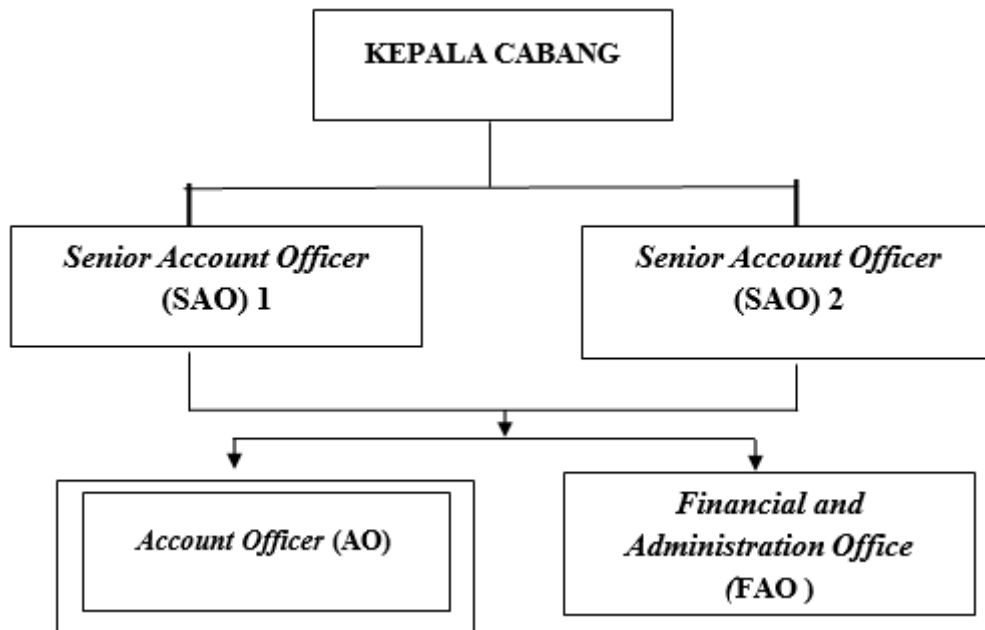 KEPALA CABANG
Senior Account Officer
(SAO) 1
Senior Account Officer
(SAO) 2
Account Officer (AO)
Financial and
Administration Office
(FAO )